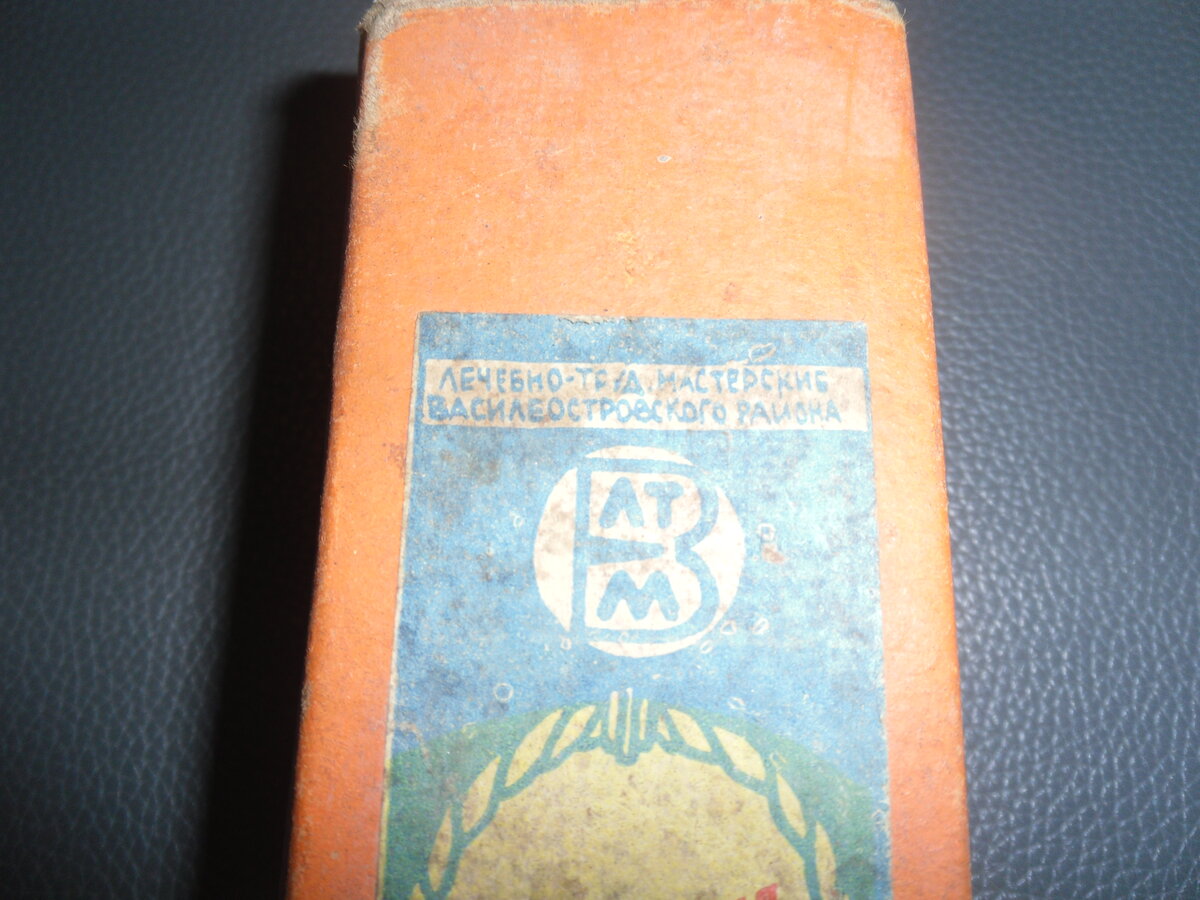 ЛЕЧЕБНО-ТРУД. МАСТЕРСКИЕ
ВАСИЛЕОСТРОВСКОГО РАЙОНА
В
ЛТ
М